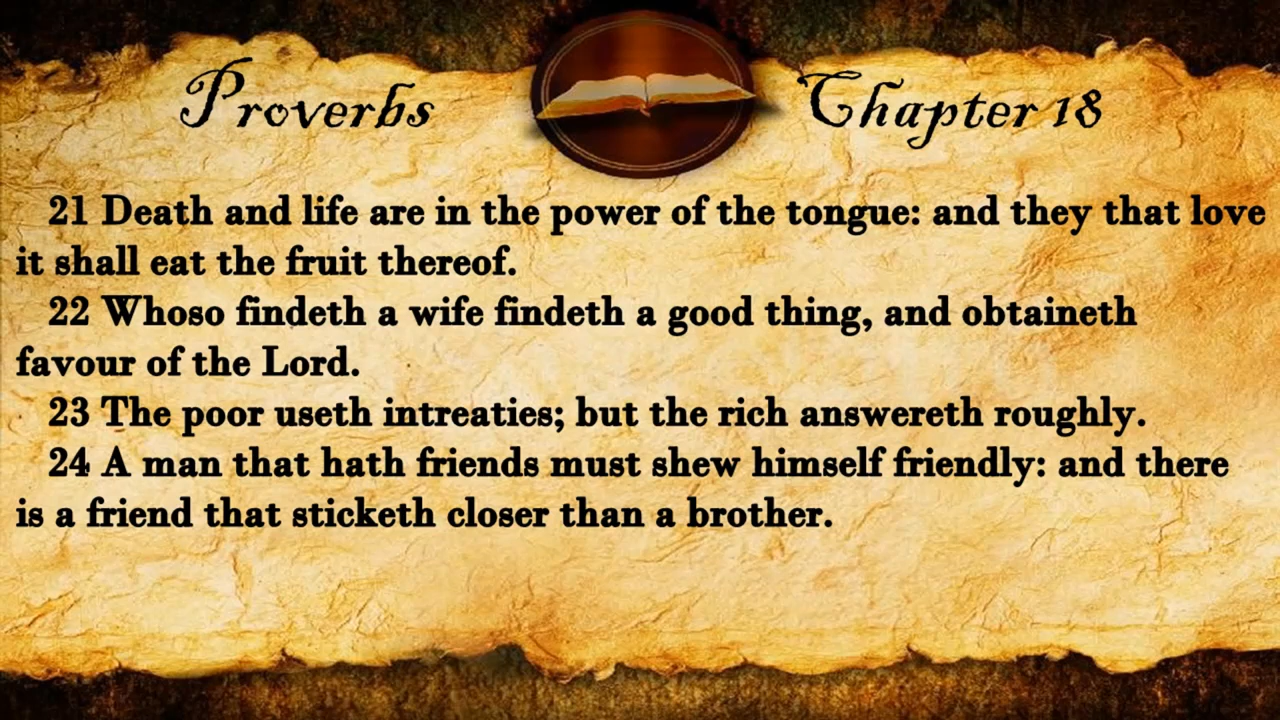 Proverbs Chapter 18
21 Death and life are in the power of the tongue: and they that love
it shall eat the fruit thereof.
22 Whoso findeth a wife findeth a good thing, and obtaineth
favour of the Lord.
23 The poor useth intreaties; but the rich answereth roughly.
24 A man that hath friends must shew himself friendly: and there
is a friend that sticketh closer than a brother.